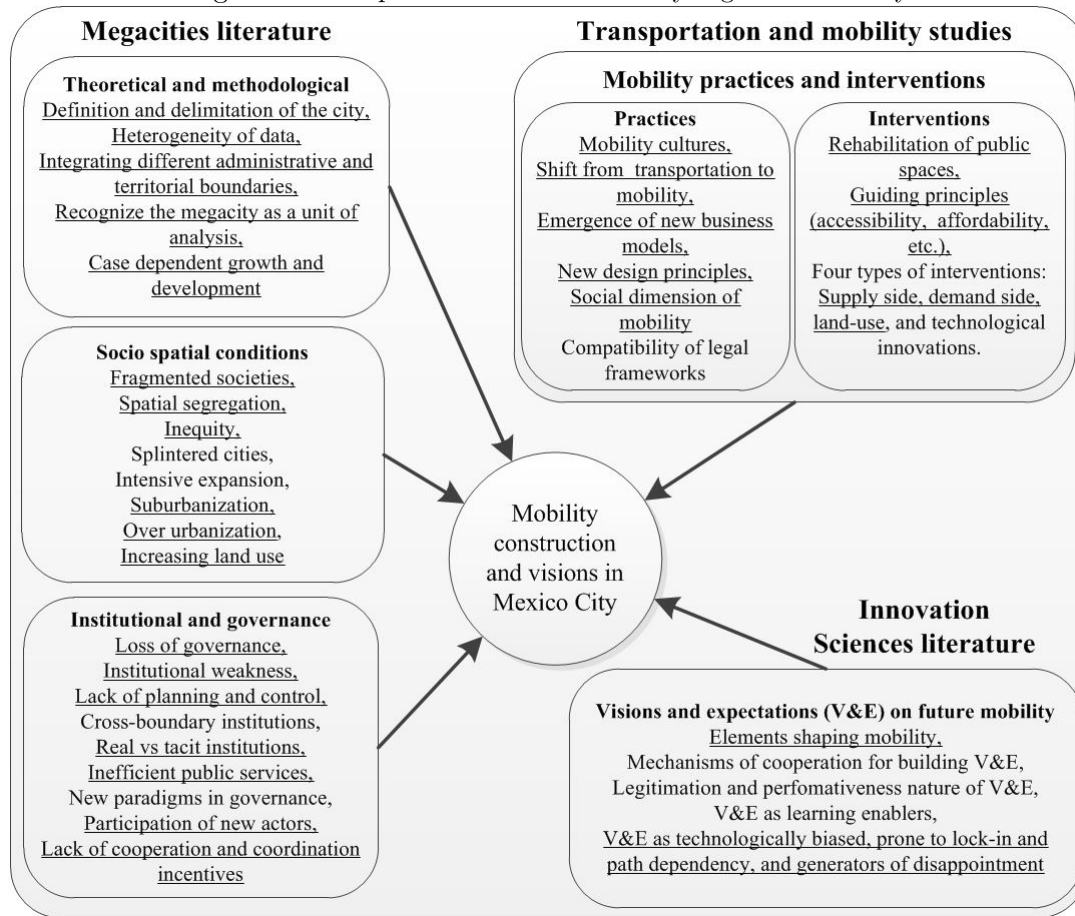 Megacities literature
Theoretical and methodological
Definition and delimitation of the city,
Heterogeneity of data,
Integrating different administrative and
territorial boundaries,
Recognize the megacity as a unit of
analysis,
Case dependent growth and
development
Socio spatial conditions
Fragmented societies,
Spatial segregation,
Inequity,
Splintered cities,
Intensive expansion,
Suburbanization,
Over urbanization,
Increasing land use
Institutional and governance
Loss of governance,
Institutional weakness,
Lack of planning and control,
Cross-boundary institutions,
Real vs tacit institutions,
Inefficient public services,
New paradigms in governance,
Participation of new actors,
Lack of cooperation and coordination
incentives
Transportation and mobility studies
Mobility practices and interventions
Practices
Mobility cultures,
Shift from transportation to
mobility,
Emergence of new business
models,
New design principles,
Social dimension of
mobility
Compatibility of legal
frameworks
Interventions
Rehabilitation of public
spaces,
Guiding principles
(accessibility, affordability,
etc.),
Four types of interventions:
Supply side, demand side,
land-use, and technological
innovations.
Mobility
construction
and visions in
Mexico City
Innovation
Sciences literature
Visions and expectations (V&E) on future mobility
Elements shaping mobility,
Mechanisms of cooperation for building V&E,
Legitimation and perfomativeness nature of V&E,
V&E as learning enablers,
V&E as technologically biased, prone to lock-in and
path dependency, and generators of disappointment